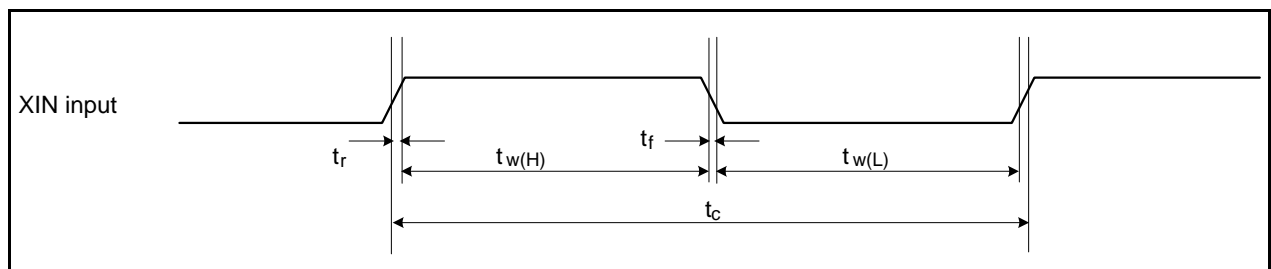 XIN input
tr
tw(H)
tf
tw(L)
tc